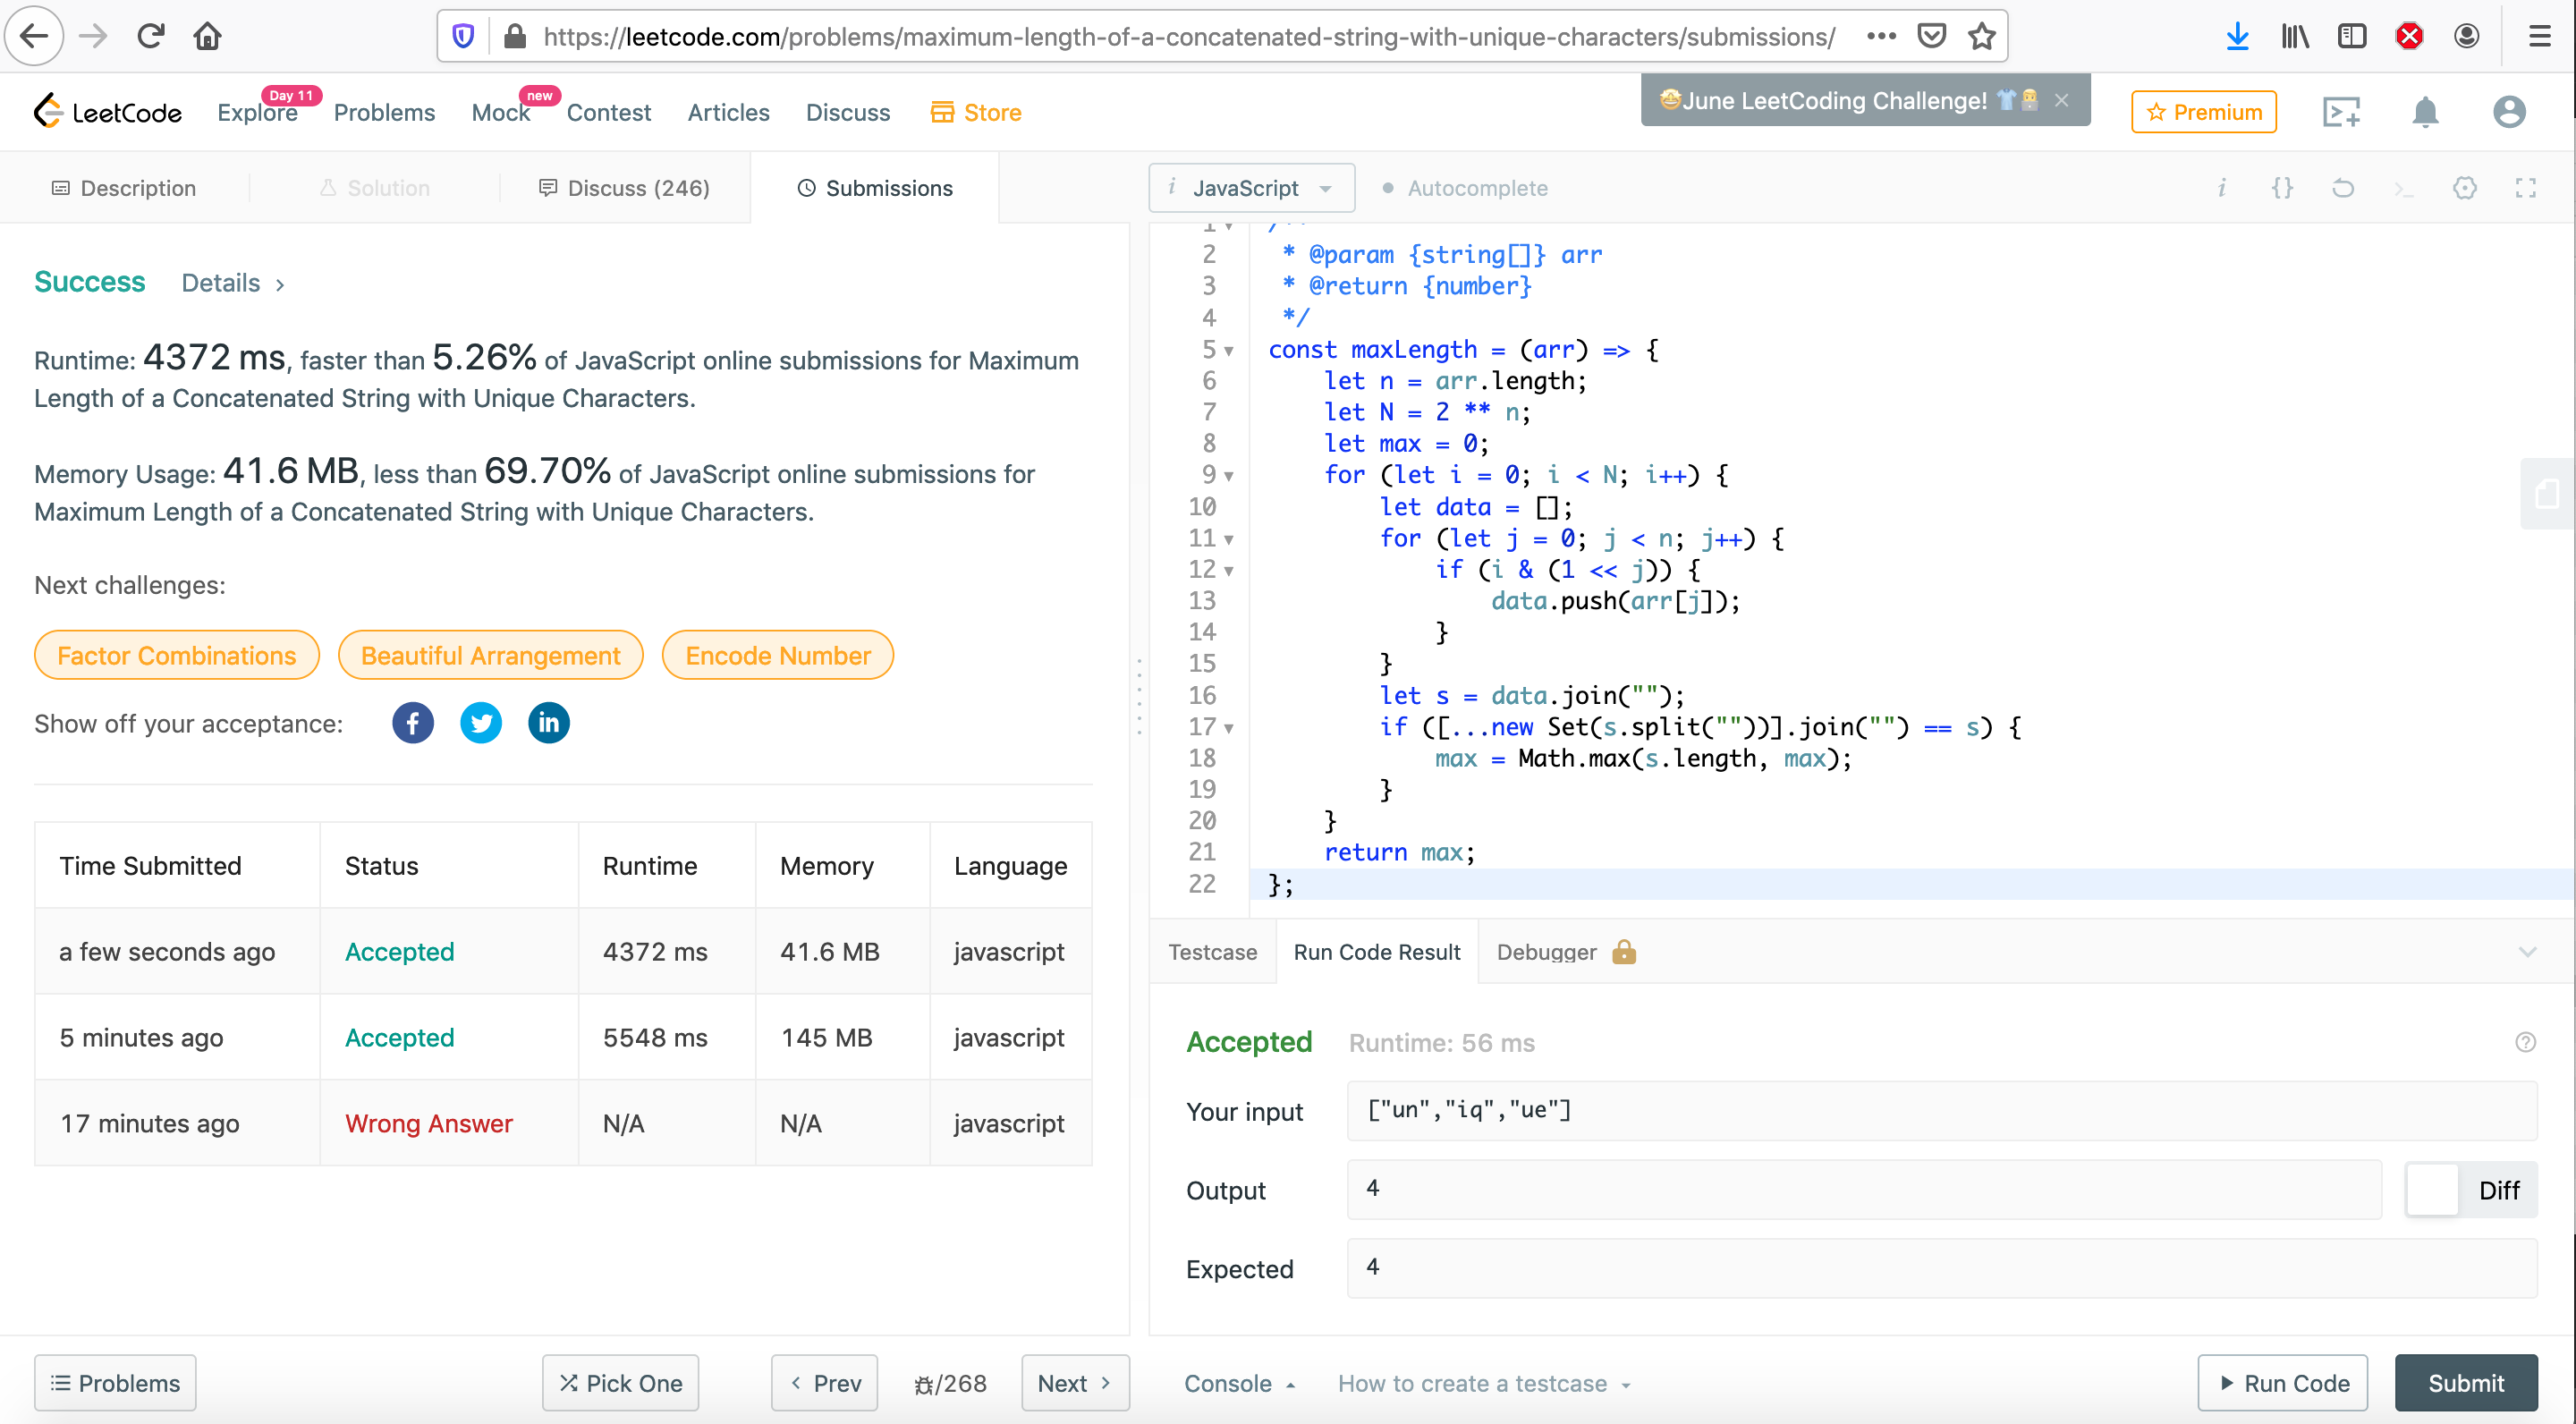 https://leetcode.com/problems/maximum-length-of-a-concatenated-string-with-unique-characters/submissions/
LeetCode
Explore
Day 11
Problems
Mock
new
Contest
Articles
Discuss
Store
🤩June LeetCoding Challenge!
Premium
Description
Solution
Discuss (246)
Submissions
Success
Details
Runtime: 4372 ms, faster than 5.26% of JavaScript online submissions for Maximum
Length of a Concatenated String with Unique Characters.
Memory Usage: 41.6 MB, less than 69.70% of JavaScript online submissions for
Maximum Length of a Concatenated String with Unique Characters.
Next challenges:
Factor Combinations
Beautiful Arrangement
Encode Number
Show off your acceptance:
Time Submitted Status Runtime Memory Language
a few seconds ago Accepted 4372 ms 41.6 MB javascript
5 minutes ago Accepted 5548 ms 145 MB javascript
17 minutes ago Wrong Answer N/A N/A javascript
Problems
Pick One
Prev
/268
Next
i JavaScript
Autocomplete
i {}
1
2 * @param {string[]} arr
3 * @return {number}
4 */
5 const maxLength = (arr) => {
6 let n = arr.length;
7 let N = 2 ** n;
8 let max = 0;
9 for (let i = 0; i < N; i++) {
10 let data = [];
11 for (let j = 0; j < n; j++) {
12 if (i & (1 << j)) {
13 data.push(arr[j]);
14 }
15 }
16 let s = data.join("");
17 if ([...new Set(s.split(""))].join("") == s) {
18 max = Math.max(s.length, max);
19 }
20 }
21 return max;
22 };
Testcase
Run Code Result
Debugger
Accepted
Runtime: 56 ms
Your input
["un","iq","ue"]
Output
4
Diff
Expected
4
Console
How to create a testcase
Run Code
Submit